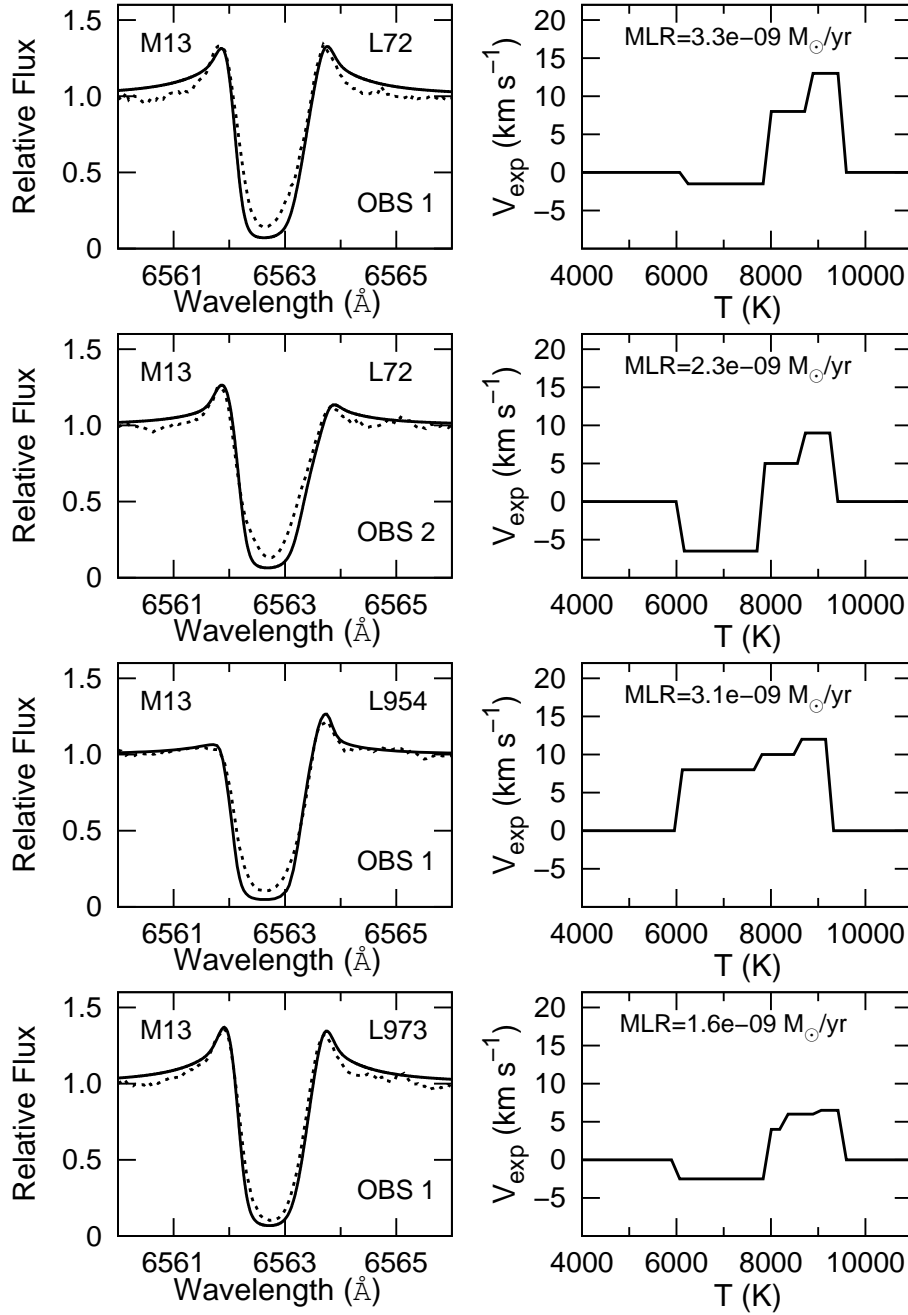 1.5
1.0
0.5
0
Relative Flux
M13 L72
OBS 1
6561 6563 6565
Wavelength (Å)
20
15
10
5
0
−5
V_exp (km s⁻¹)
MLR=3.3e−09 M☉/yr
4000 6000 8000 10000
T (K)
1.5
1.0
0.5
0
Relative Flux
M13 L72
OBS 2
6561 6563 6565
Wavelength (Å)
20
15
10
5
0
−5
V_exp (km s⁻¹)
MLR=2.3e−09 M☉/yr
4000 6000 8000 10000
T (K)
1.5
1.0
0.5
0
Relative Flux
M13 L954
OBS 1
6561 6563 6565
Wavelength (Å)
20
15
10
5
0
−5
V_exp (km s⁻¹)
MLR=3.1e−09 M☉/yr
4000 6000 8000 10000
T (K)
1.5
1.0
0.5
0
Relative Flux
M13 L973
OBS 1
6561 6563 6565
Wavelength (Å)
20
15
10
5
0
−5
V_exp (km s⁻¹)
MLR=1.6e−09 M☉/yr
4000 6000 8000 10000
T (K)